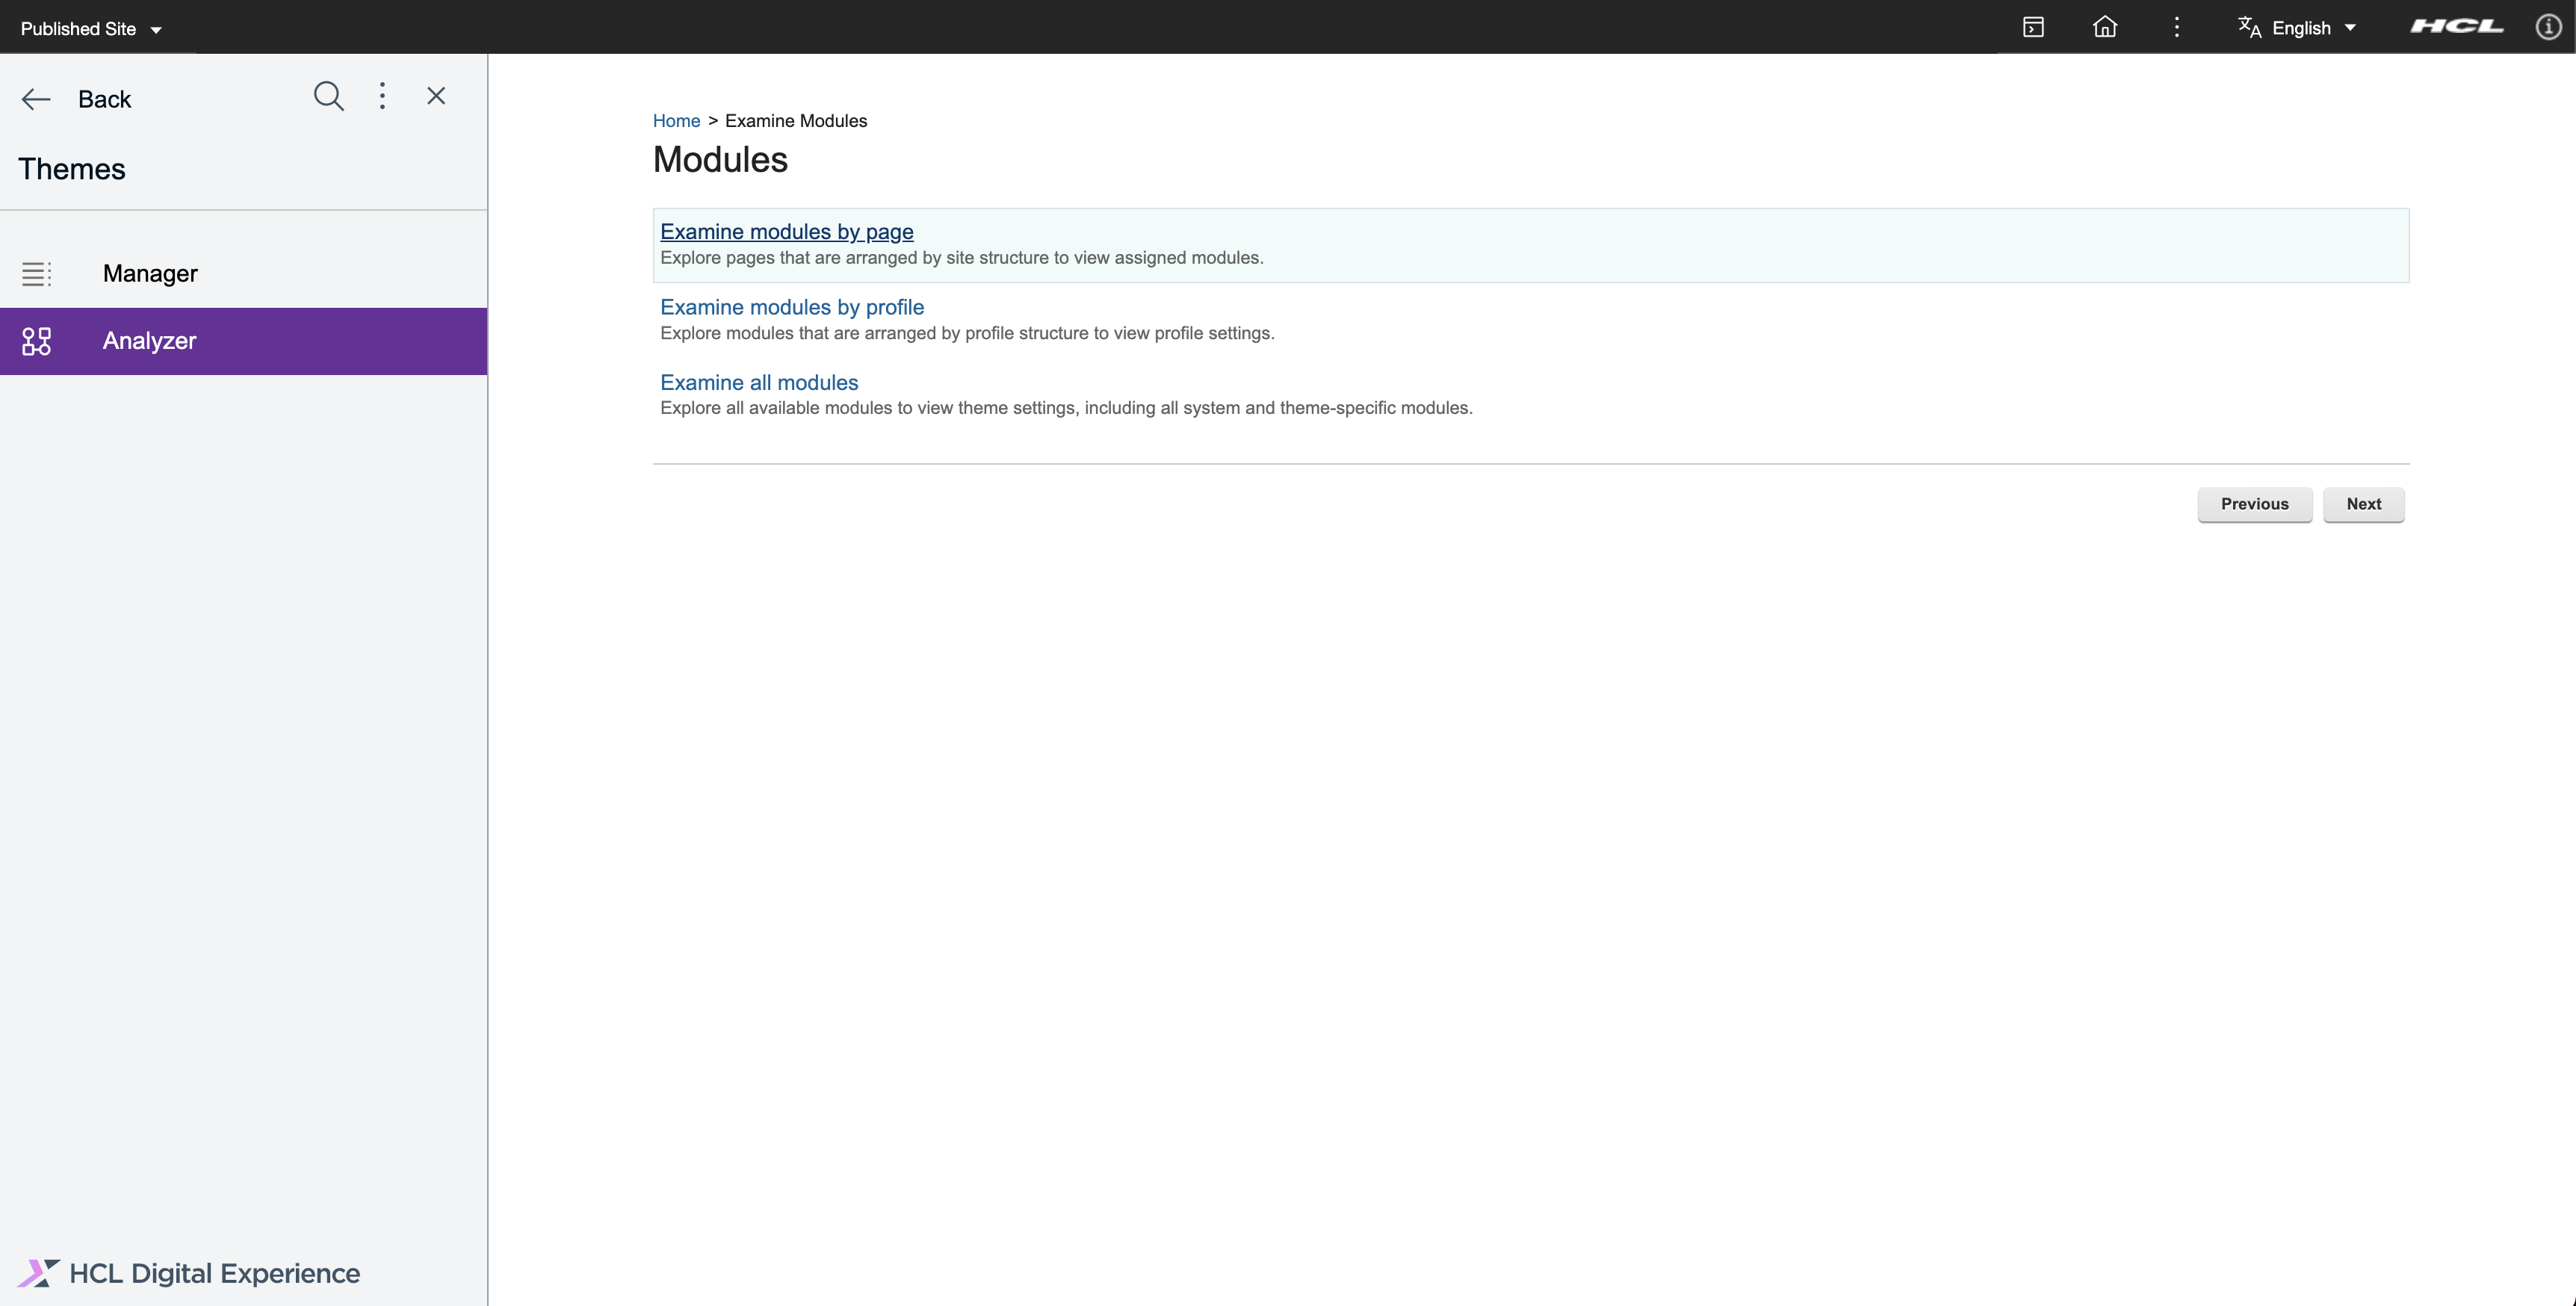 Published Site
English
HCL
Back
Themes
Manager
Analyzer
Home > Examine Modules
Modules
Examine modules by page
Explore pages that are arranged by site structure to view assigned modules.
Examine modules by profile
Explore modules that are arranged by profile structure to view profile settings.
Examine all modules
Explore all available modules to view theme settings, including all system and theme-specific modules.
Previous Next
HCL Digital Experience